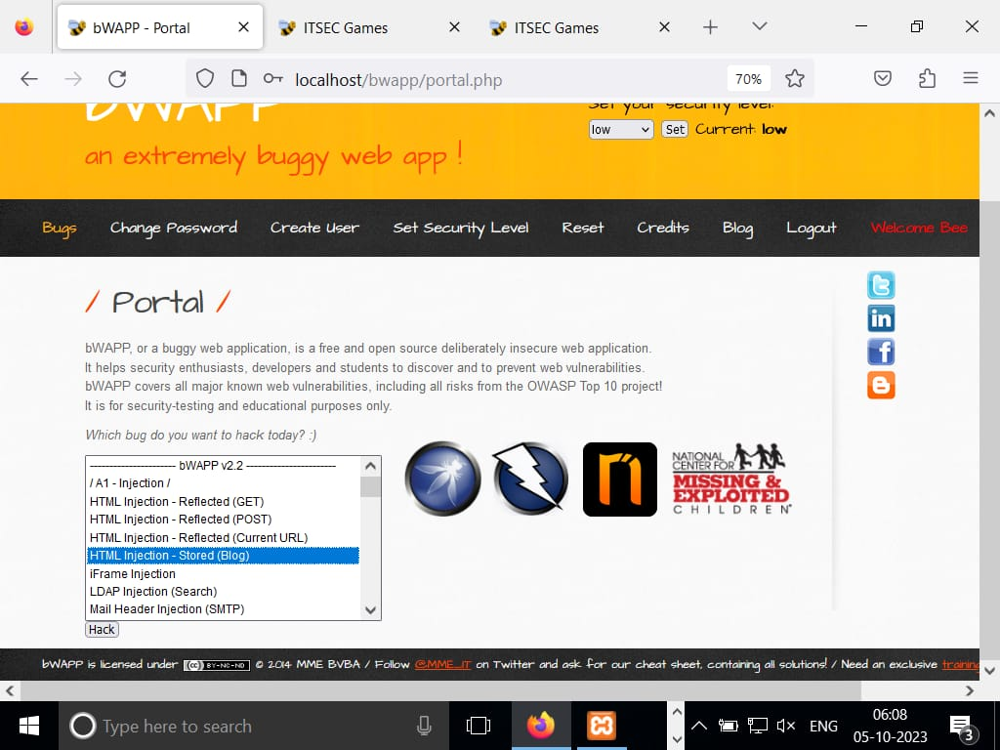 bWAPP - Portal
ITSEC Games
ITSEC Games
localhost/bwapp/portal.php
70%
bWAPP
Set your security level:
low
Set
Current: low
an extremely buggy web app !
Bugs Change Password Create User Set Security Level Reset Credits Blog Logout Welcome Bee
/ Portal /
bWAPP, or a buggy web application, is a free and open source deliberately insecure web application.
It helps security enthusiasts, developers and students to discover and to prevent web vulnerabilities.
bWAPP covers all major known web vulnerabilities, including all risks from the OWASP Top 10 project!
It is for security-testing and educational purposes only.
Which bug do you want to hack today? :)
---------------------- bWAPP v2.2 -----------------------
/ A1 - Injection /
HTML Injection - Reflected (GET)
HTML Injection - Reflected (POST)
HTML Injection - Reflected (Current URL)
HTML Injection - Stored (Blog)
iFrame Injection
LDAP Injection (Search)
Mail Header Injection (SMTP)
Hack
NATIONAL
CENTER FOR
MISSING &
EXPLOITED
CHILDREN®
bWAPP is licensed under (cc) BY-NC-ND © 2014 MME BVBA / Follow @MME_IT on Twitter and ask for our cheat sheet, containing all solutions! / Need an exclusive training
Type here to search
ENG
06:08
05-10-2023
3